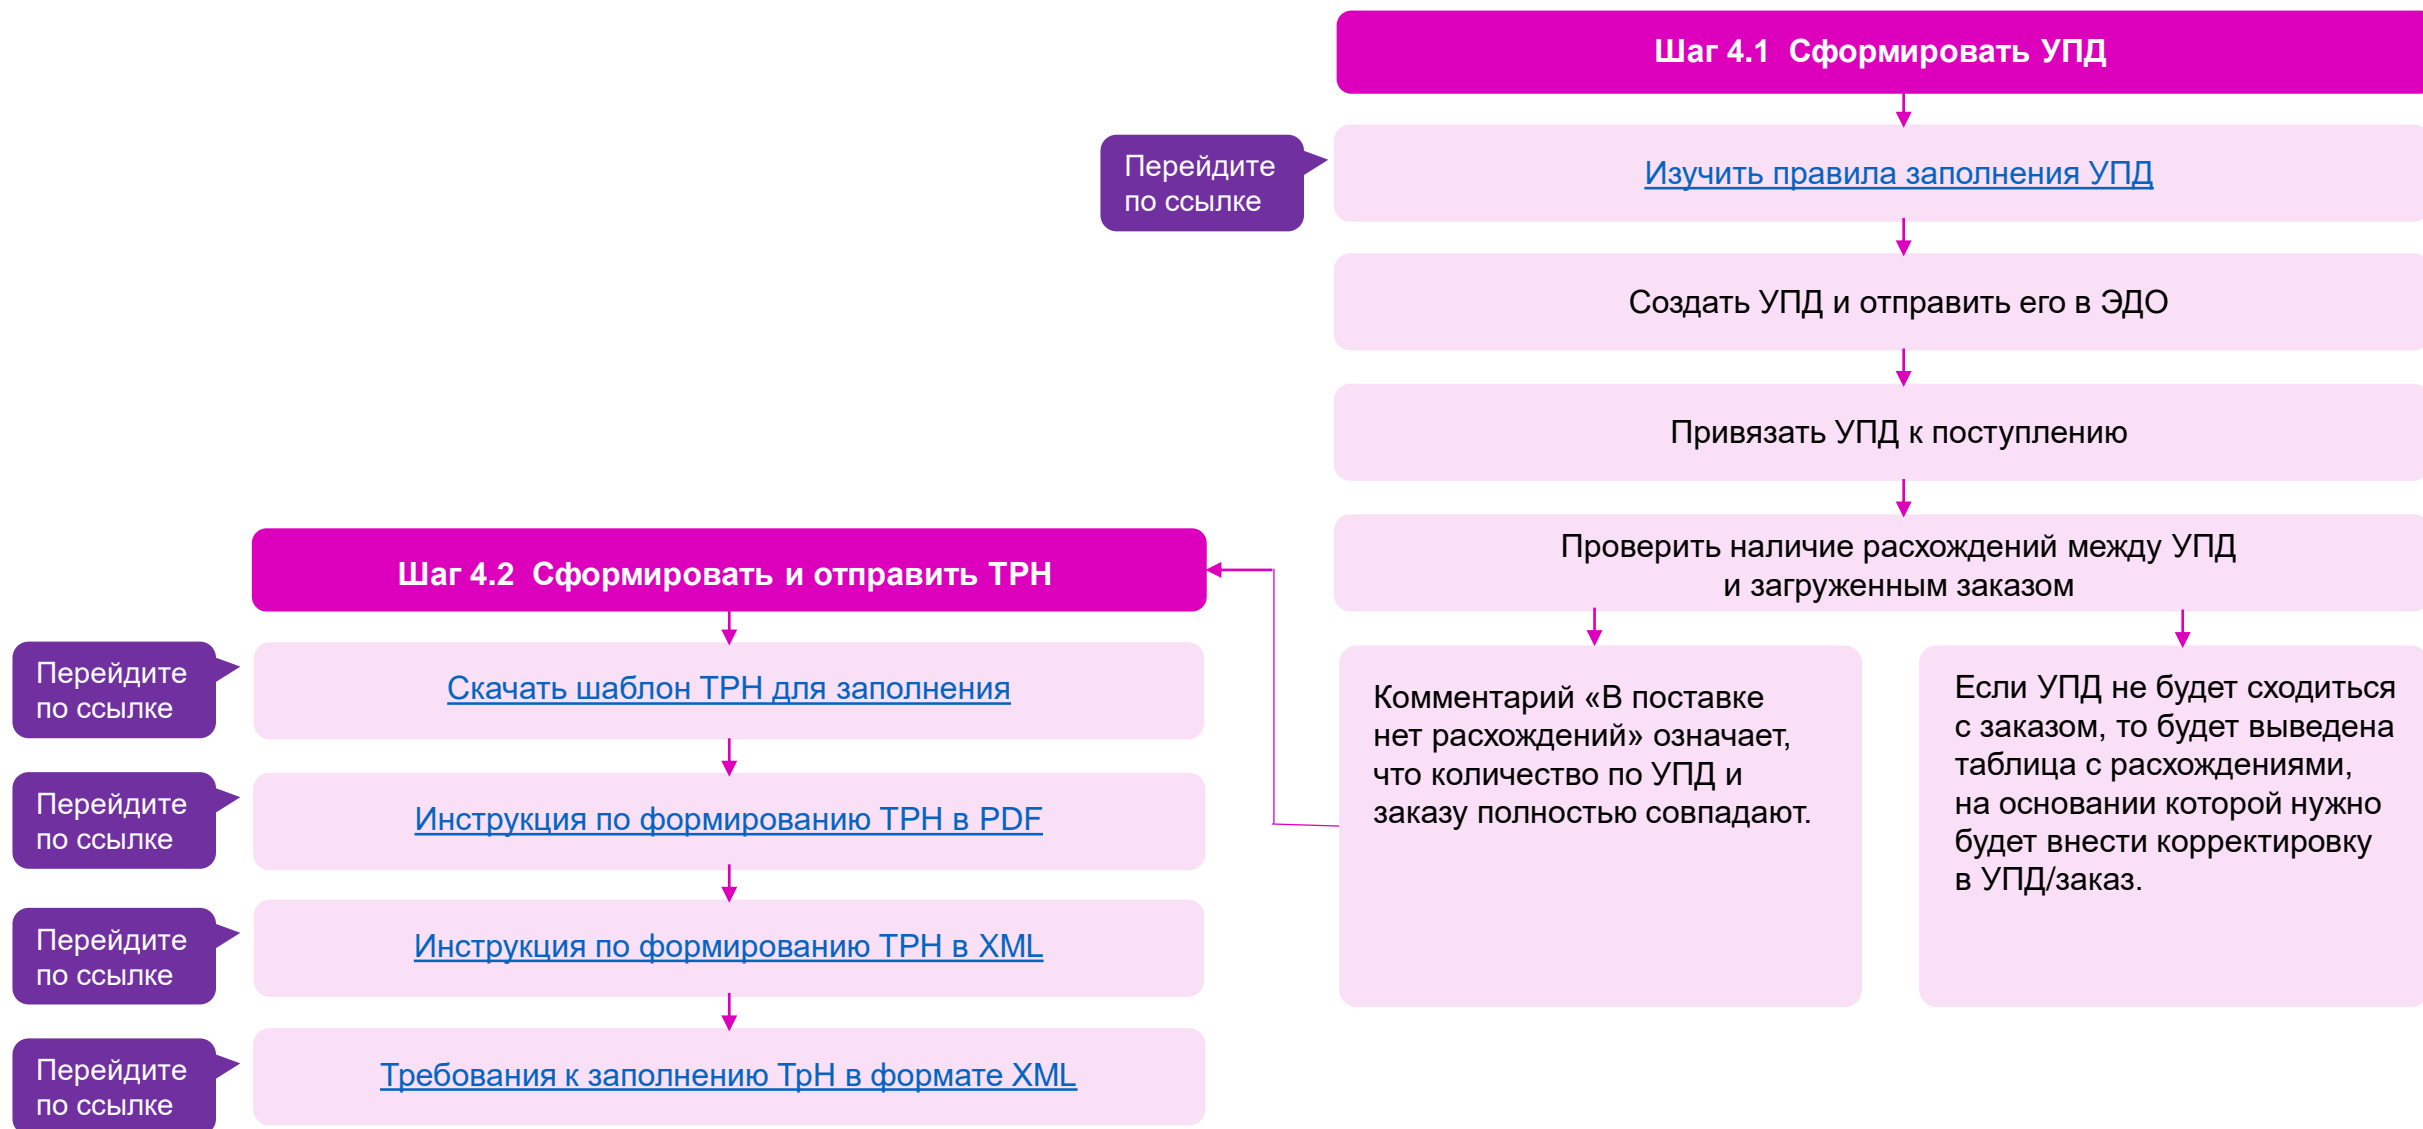 Шаг 4.1 Сформировать УПД
Перейдите
по ссылке
Изучить правила заполнения УПД
Создать УПД и отправить его в ЭДО
Привязать УПД к поступлению
Проверить наличие расхождений между УПД
и загруженным заказом
Комментарий «В поставке
нет расхождений» означает,
что количество по УПД и
заказу полностью совпадают.
Если УПД не будет сходиться
с заказом, то будет выведена
таблица с расхождениями,
на основании которой нужно
будет внести корректировку
в УПД/заказ.
Шаг 4.2 Сформировать и отправить ТРН
Перейдите
по ссылке
Скачать шаблон ТРН для заполнения
Перейдите
по ссылке
Инструкция по формированию ТРН в PDF
Перейдите
по ссылке
Инструкция по формированию ТРН в XML
Перейдите
по ссылке
Требования к заполнению ТрН в формате XML